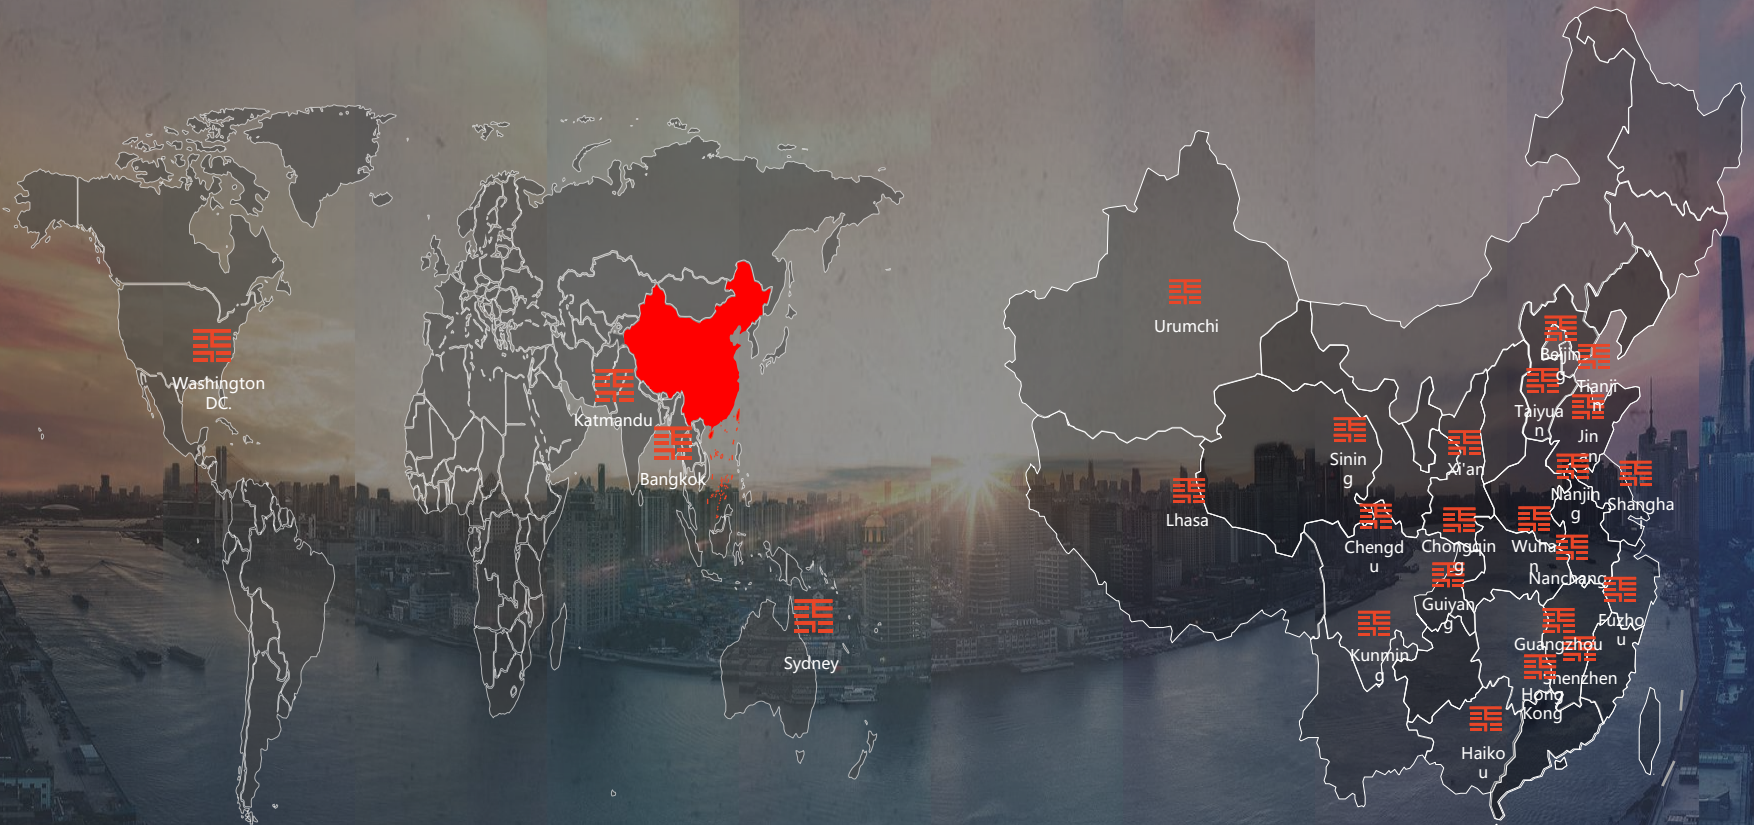 Washington
DC.
Katmandu
Bangkok
Sydney
Urumchi
Lhasa
Sinin
g
Chengd
u
Kunmin
g
Xi'an
Chongqin
g
Guiyan
g
Haiko
u
Beijin
g
Tianji
n
Taiyua
n
Jin
an
Nanjin
g
Shangha
i
Wuha
n
Nanchang
Fuzho
u
Guangzhou
Shenzhen
Hong
Kong